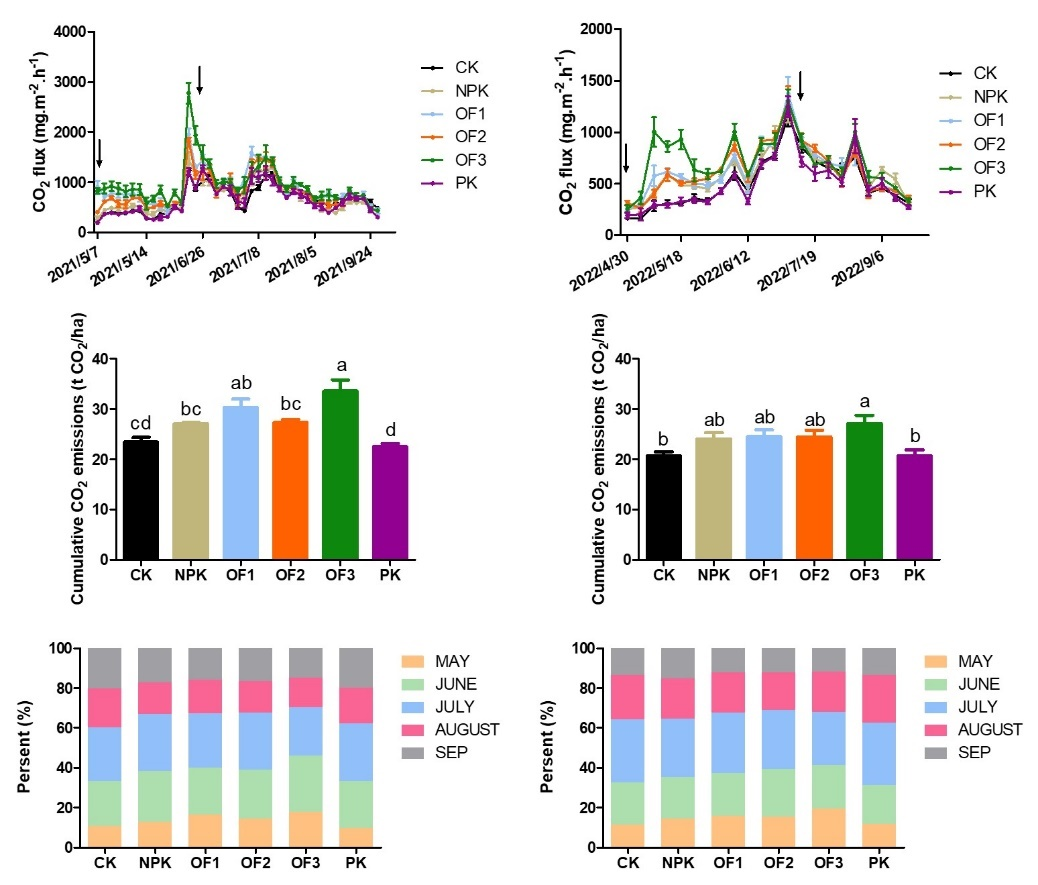 CO2 flux (mg.m-2.h-1)
4000
3000
2000
1000
0
2021/5/7
2021/5/14
2021/6/26
2021/7/8
2021/8/5
2021/9/24
CK
NPK
OF1
OF2
OF3
PK
CO2 flux (mg.m-2.h-1)
2000
1500
1000
500
0
2022/4/30
2022/5/18
2022/6/12
2022/7/19
2022/9/6
CK
NPK
OF1
OF2
OF3
PK
Cumulative CO2 emissions (t CO2/ha)
40
30
20
10
0
cd
bc
ab
bc
a
d
CK NPK OF1 OF2 OF3 PK
Cumulative CO2 emissions (t CO2/ha)
40
30
20
10
0
b
ab
ab
ab
a
b
CK NPK OF1 OF2 OF3 PK
Persent (%)
100
80
60
40
20
0
CK NPK OF1 OF2 OF3 PK
MAY
JUNE
JULY
AUGUST
SEP
Persent (%)
100
80
60
40
20
0
CK NPK OF1 OF2 OF3 PK
MAY
JUNE
JULY
AUGUST
SEP